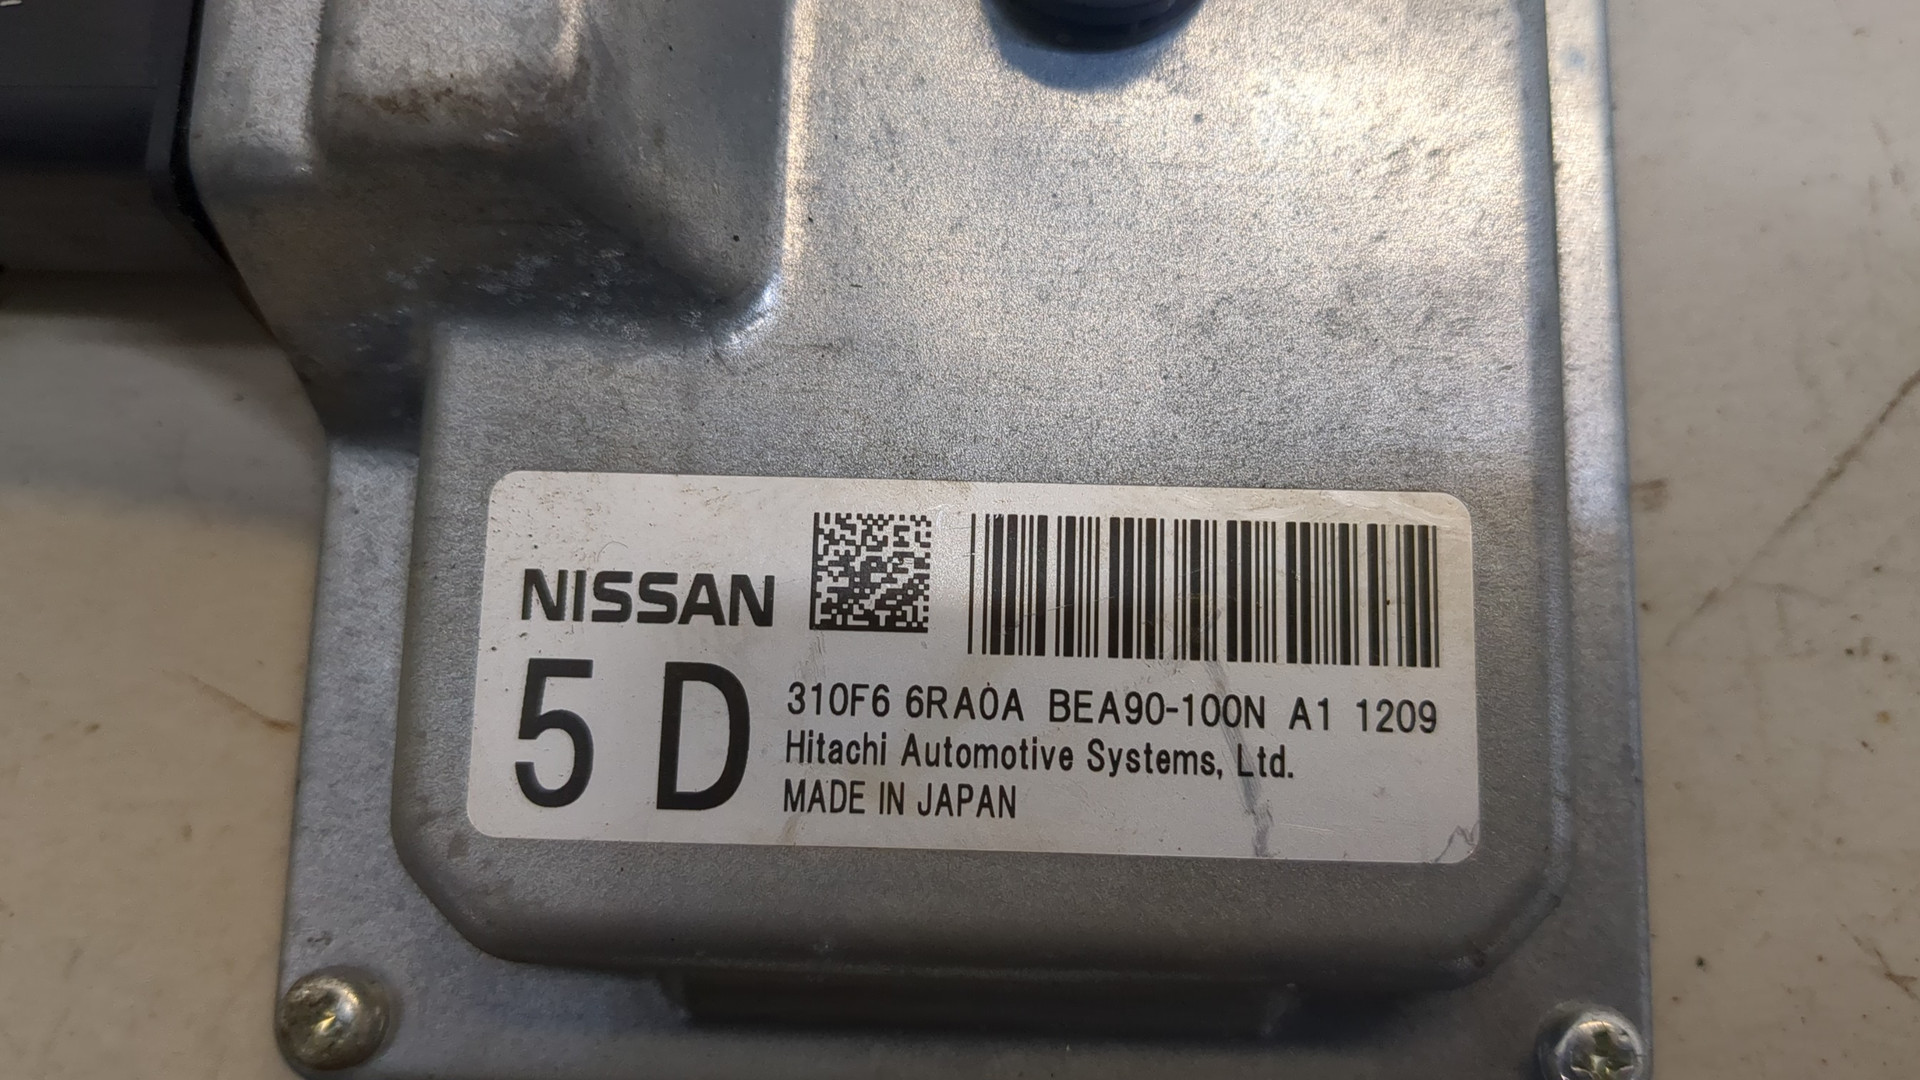 NISSAN
5 D
310F6 6RA0A BEA90-100N A1 1209
Hitachi Automotive Systems, Ltd.
MADE IN JAPAN